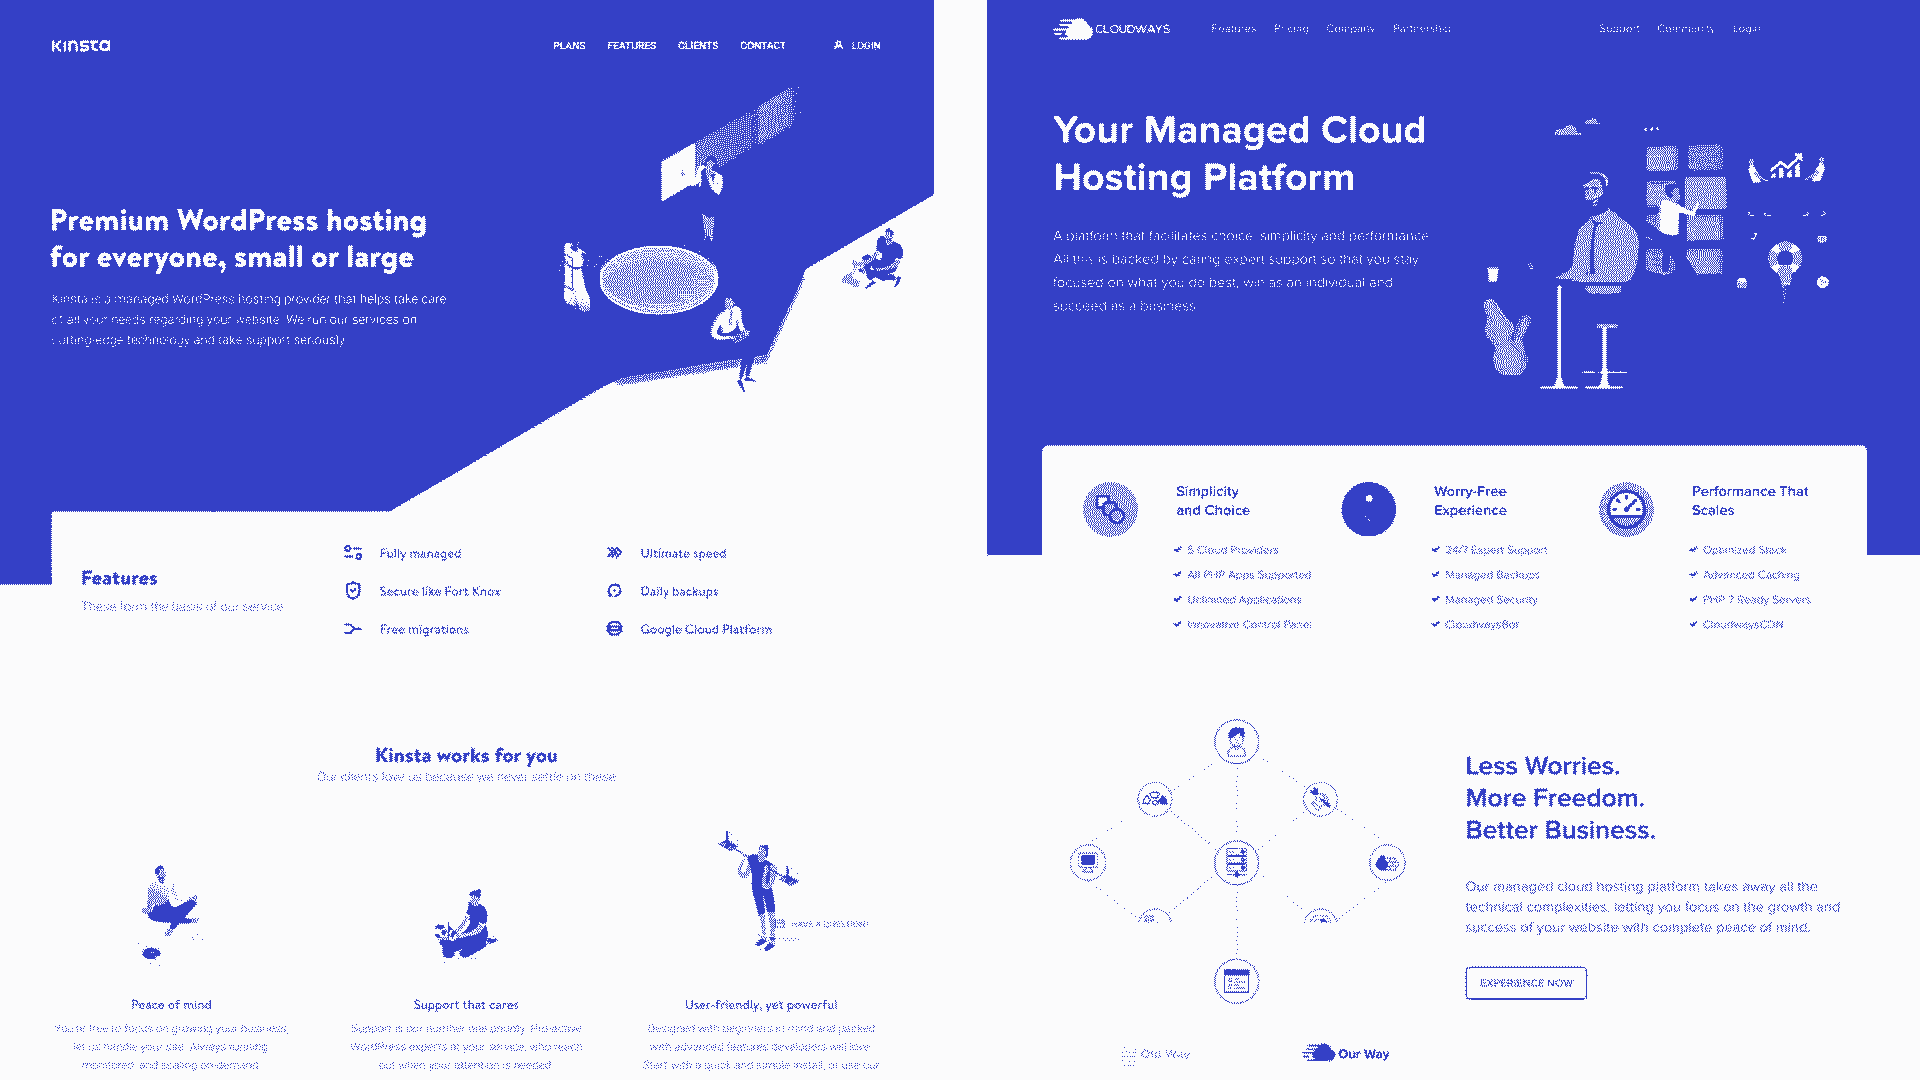 Kinsta
PLANS FEATURES CLIENTS CONTACT LOGIN
Premium WordPress hosting
for everyone, small or large
Kinsta is a managed WordPress hosting provider that helps take care
of all your needs regarding your website. We run our services on
cutting-edge technology and take support seriously.
Features
These form the basis of our service
Fully managed
Secure like Fort Knox
Free migrations
Ultimate speed
Daily backups
Google Cloud Platform
Kinsta works for you
Our clients love us because we never settle on these
Peace of mind
You're free to focus on growing your business,
let us handle your site. Always running,
monitored, and scaling on-demand.
Support that cares
Support is our number one priority. Proactive
WordPress experts at your service, who reach
out when your attention is needed.
User-friendly, yet powerful
Designed with beginners in mind and packed
with advanced features developers will love.
Start with a quick and simple install, or use our
CLOUDWAYS
Features Pricing Company Partnership Support Community Login
Your Managed Cloud
Hosting Platform
A platform that facilitates choice, simplicity and performance.
All this is backed by caring expert support so that you stay
focused on what you do best, win as an individual and
succeed as a business.
Simplicity
and Choice
5 Cloud Providers
All PHP Apps Supported
Unlimited Applications
Innovative Control Panel
Worry-Free
Experience
24/7 Expert Support
Managed Backups
Managed Security
CloudwaysBot
Performance That
Scales
Optimized Stack
Advanced Caching
PHP 7 Ready Servers
CloudwaysCDN
Less Worries.
More Freedom.
Better Business.
Our managed cloud hosting platform takes away all the
technical complexities, letting you focus on the growth and
success of your website with complete peace of mind.
EXPERIENCE NOW
Old Way
Our Way